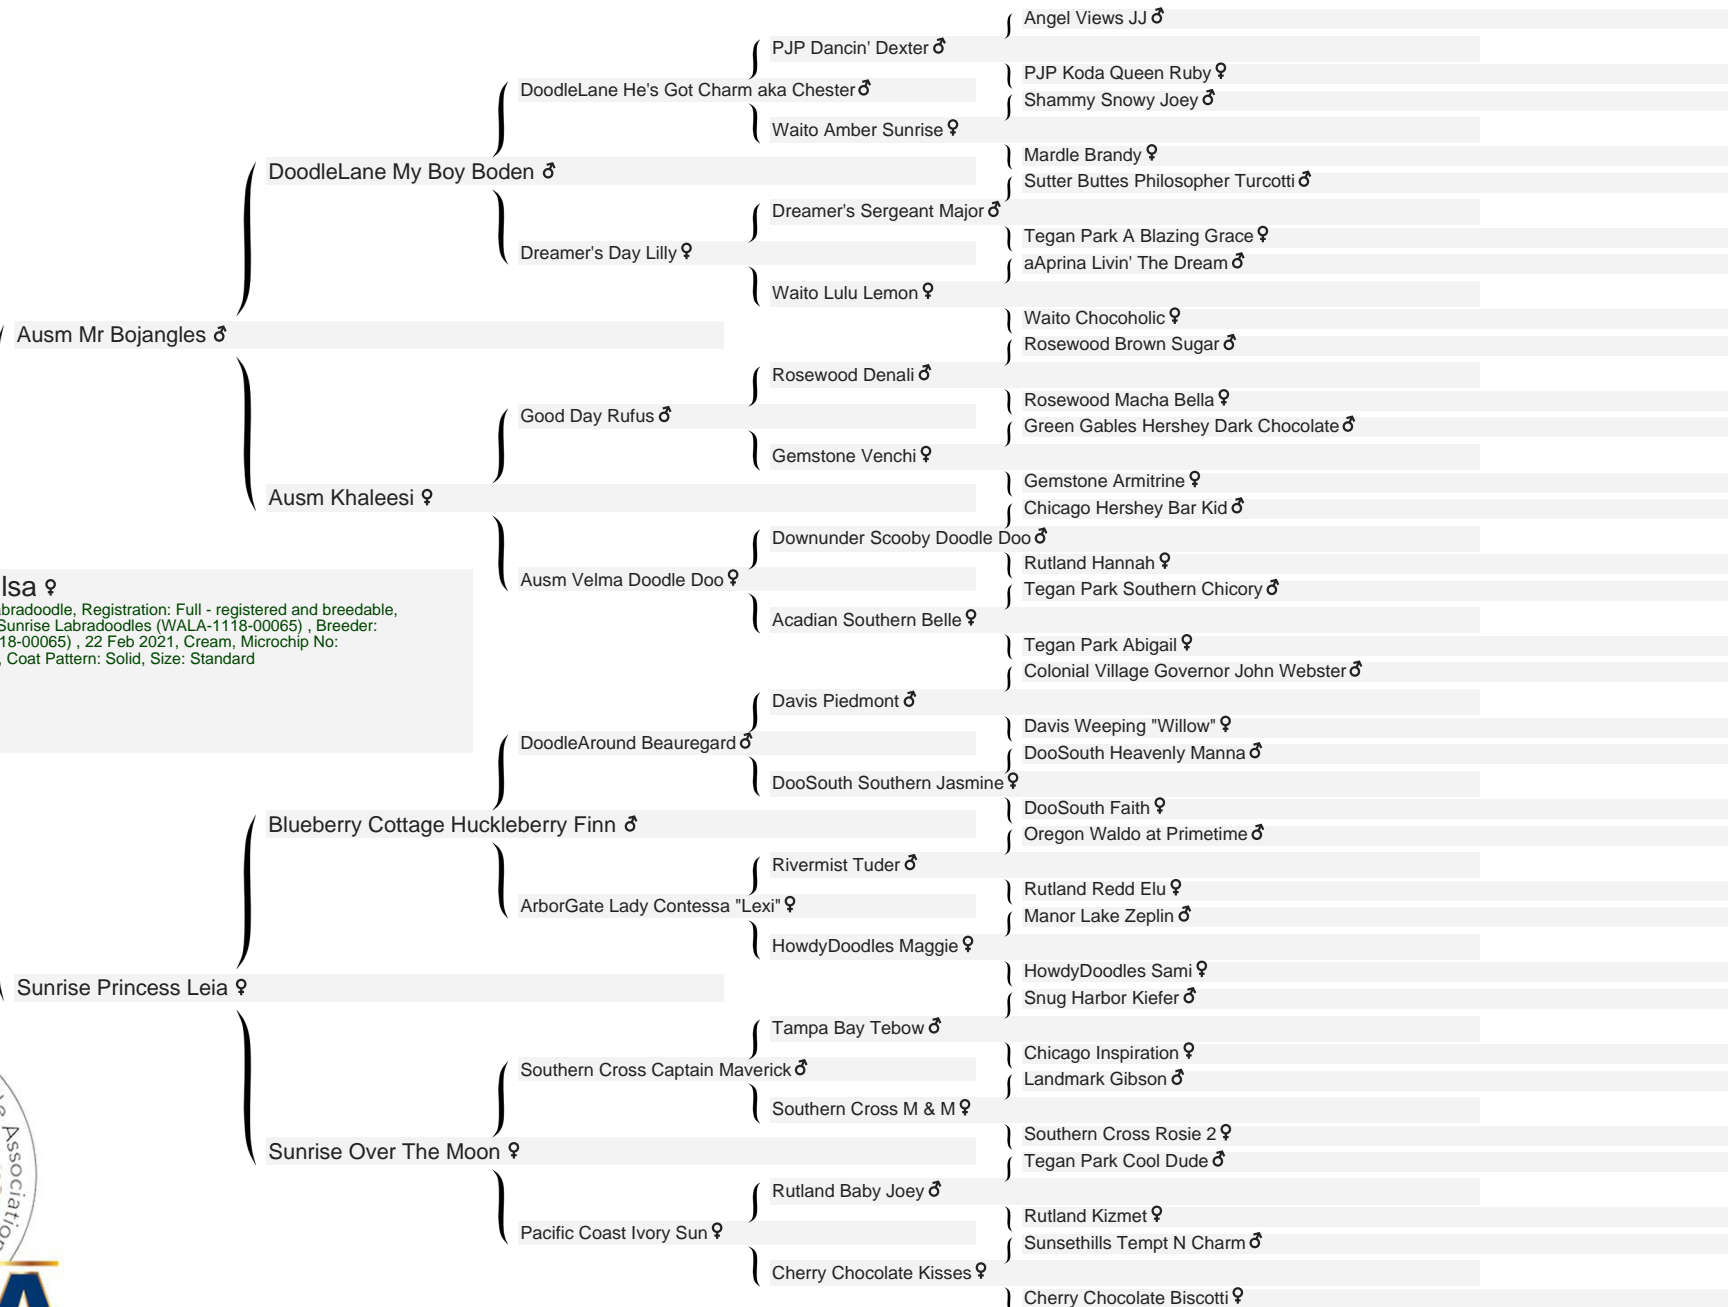 Angel Views JJ ♂
PJP Dancin' Dexter ♂
PJP Koda Queen Ruby ♀
DoodleLane He's Got Charm aka Chester ♂
Shammy Snowy Joey ♂
Waito Amber Sunrise ♀
Mardle Brandy ♀
DoodleLane My Boy Boden ♂
Sutter Buttes Philosopher Turcotti ♂
Dreamer's Sergeant Major ♂
Tegan Park A Blazing Grace ♀
Dreamer's Day Lilly ♀
aAprina Livin' The Dream ♂
Waito Lulu Lemon ♀
Waito Chocoholic ♀
Ausm Mr Bojangles ♂
Rosewood Brown Sugar ♂
Rosewood Denali ♂
Rosewood Macha Bella ♀
Good Day Rufus ♂
Green Gables Hershey Dark Chocolate ♂
Gemstone Venchi ♀
Gemstone Armitrine ♀
Ausm Khaleesi ♀
Chicago Hershey Bar Kid ♂
Downunder Scooby Doodle Doo ♂
Rutland Hannah ♀
Ausm Velma Doodle Doo ♀
Tegan Park Southern Chicory ♂
Acadian Southern Belle ♀
Tegan Park Abigail ♀
lsa ♀
bradoodle, Registration: Full - registered and breedable,
Sunrise Labradoodles (WALA-1118-00065) , Breeder:
18-00065) , 22 Feb 2021, Cream, Microchip No:
, Coat Pattern: Solid, Size: Standard
Colonial Village Governor John Webster ♂
Davis Piedmont ♂
Davis Weeping "Willow" ♀
DoodleAround Beauregard ♂
DooSouth Heavenly Manna ♂
DooSouth Southern Jasmine ♀
DooSouth Faith ♀
Blueberry Cottage Huckleberry Finn ♂
Oregon Waldo at Primetime ♂
Rivermist Tuder ♂
Rutland Redd Elu ♀
ArborGate Lady Contessa "Lexi" ♀
Manor Lake Zeplin ♂
HowdyDoodles Maggie ♀
HowdyDoodles Sami ♀
Sunrise Princess Leia ♀
Snug Harbor Kiefer ♂
Tampa Bay Tebow ♂
Chicago Inspiration ♀
Southern Cross Captain Maverick ♂
Landmark Gibson ♂
Southern Cross M & M ♀
Southern Cross Rosie 2 ♀
Sunrise Over The Moon ♀
Tegan Park Cool Dude ♂
Rutland Baby Joey ♂
Rutland Kizmet ♀
Pacific Coast Ivory Sun ♀
Sunsethills Tempt N Charm ♂
Cherry Chocolate Kisses ♀
Cherry Chocolate Biscotti ♀
le Association
A